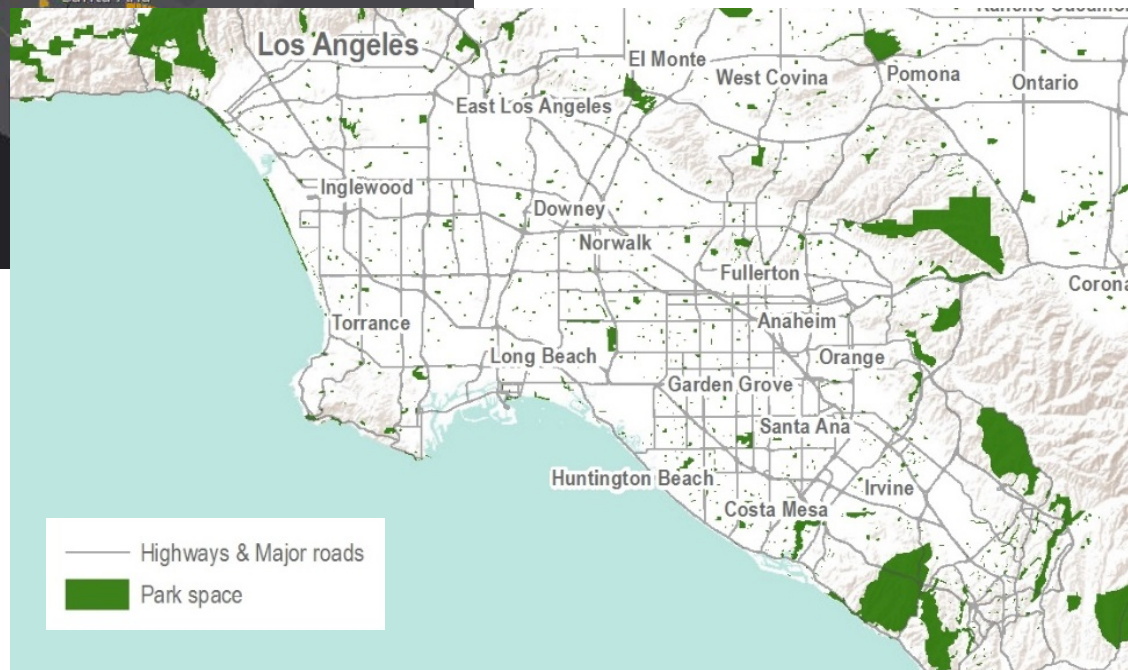 Los Angeles
El Monte
West Covina
Pomona
Ontario
East Los Angeles
Inglewood
Downey
Norwalk
Fullerton
Corona
Torrance
Anaheim
Long Beach
Orange
Garden Grove
Santa Ana
Huntington Beach
Irvine
Costa Mesa
Highways & Major roads
Park space